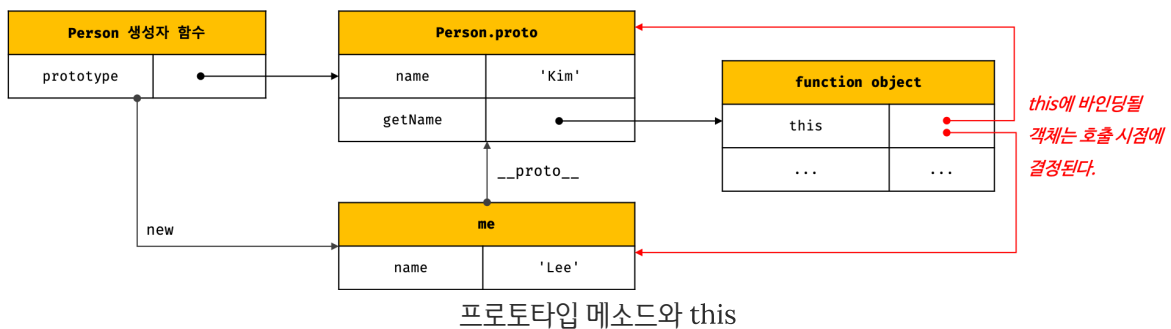 Person 생성자 함수
prototype
Person.proto
name
'Kim'
getName
function object
this
...
...
this에 바인딩될
객체는 호출 시점에
결정된다.
__proto__
new
me
name
'Lee'
프로토타입 메소드와 this